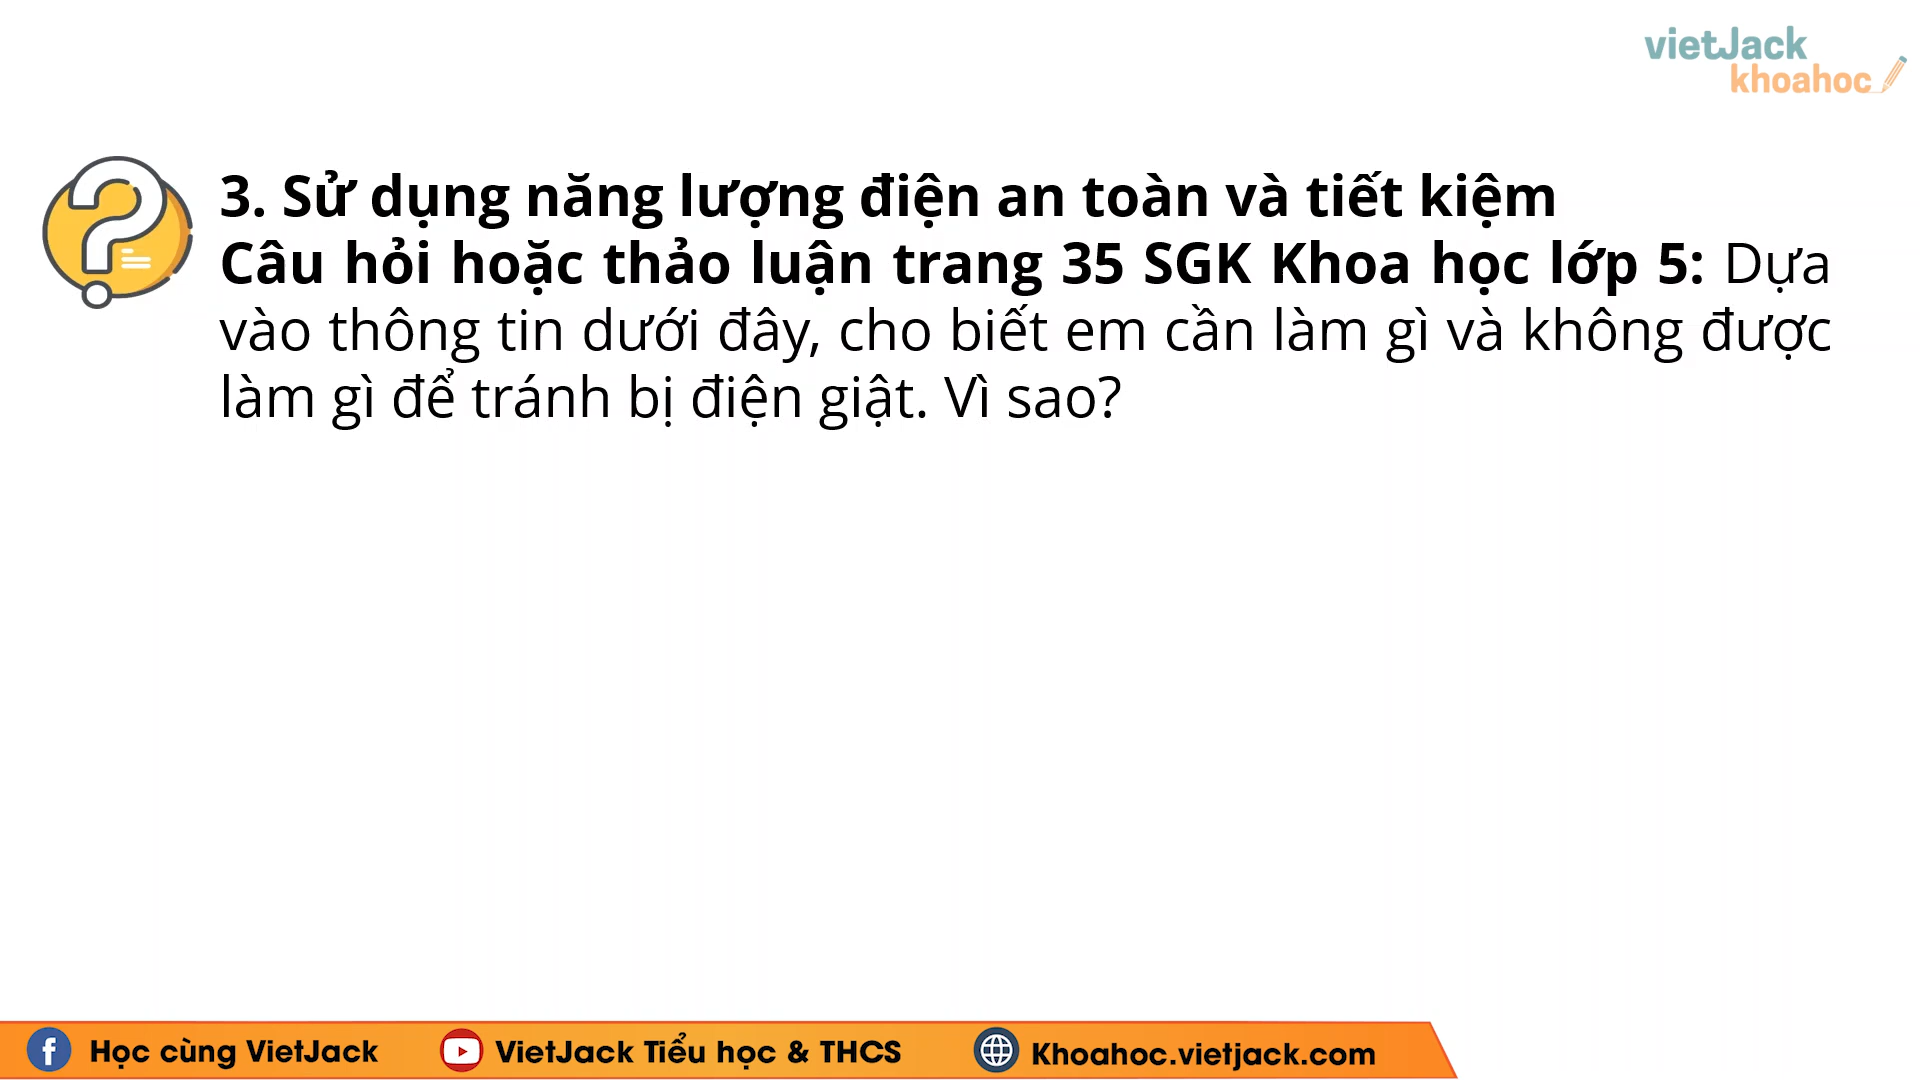 vietJack
khoahoc
3. Sử dụng năng lượng điện an toàn và tiết kiệm
Câu hỏi hoặc thảo luận trang 35 SGK Khoa học lớp 5: Dựa
vào thông tin dưới đây, cho biết em cần làm gì và không được
làm gì để tránh bị điện giật. Vì sao?
Học cùng VietJack
VietJack Tiểu học & THCS
Khoahoc.vietjack.com